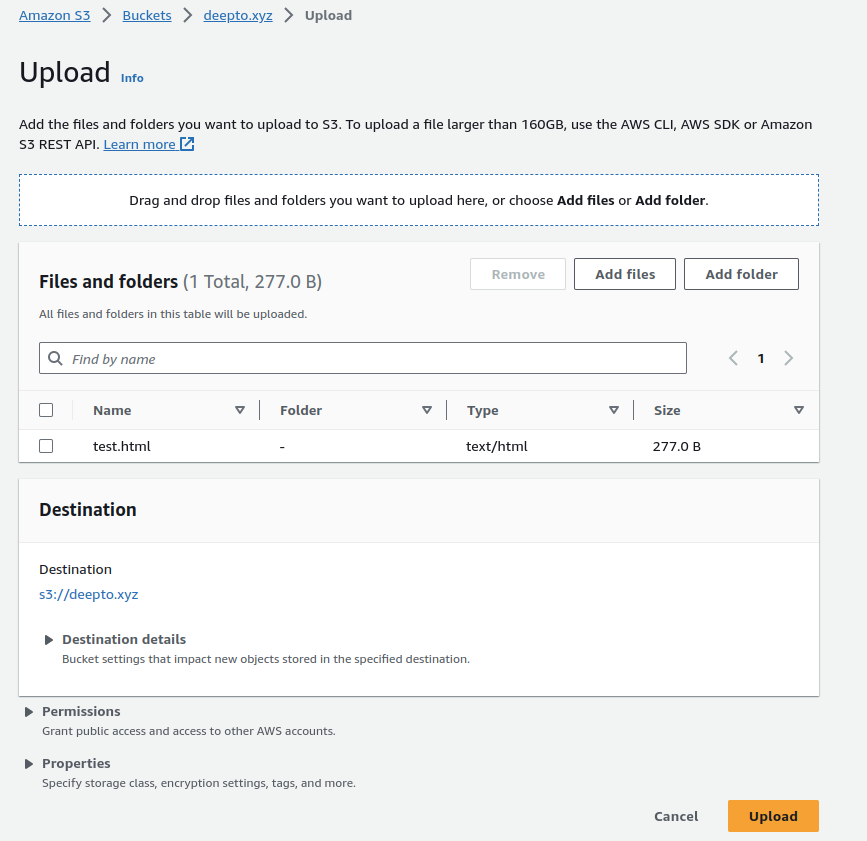 Amazon S3 > Buckets > deepto.xyz > Upload
Upload Info
Add the files and folders you want to upload to S3. To upload a file larger than 160GB, use the AWS CLI, AWS SDK or Amazon
S3 REST API. Learn more
Drag and drop files and folders you want to upload here, or choose Add files or Add folder.
Files and folders (1 Total, 277.0 B)
Remove Add files Add folder
All files and folders in this table will be uploaded.
Find by name
1
Name Folder Type Size
test.html - text/html 277.0 B
Destination
Destination
s3://deepto.xyz
Destination details
Bucket settings that impact new objects stored in the specified destination.
Permissions
Grant public access and access to other AWS accounts.
Properties
Specify storage class, encryption settings, tags, and more.
Cancel Upload